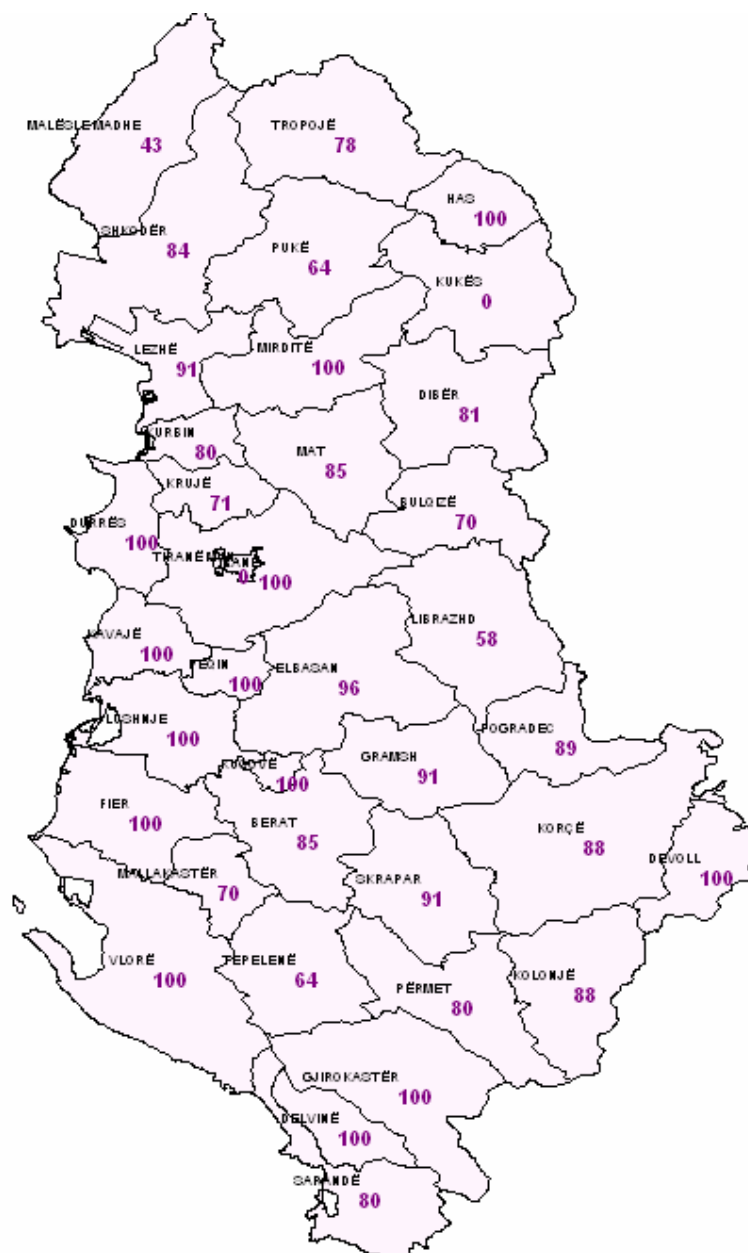 MALËSI E MADHE
43
TROPOJË
78
HAS
100
SHKODËR
84
PUKË
64
KUKËS
0
LEZHË
91
MIRDITË
100
DIBËR
81
KURBIN
80
MAT
85
KRUJË
71
BULQIZË
70
DURRËS
100
0
100
LIBRAZHD
58
KAVAJË
100
PEQIN
100
ELBASAN
96
LUSHNJE
100
POGRADEC
89
KUÇOVË
100
GRAMSH
91
FIER
100
BERAT
85
KORÇË
88
DEVOLL
100
MALLAKASTËR
70
SKRAPAR
91
VLORË
100
TEPELENË
64
PËRMET
80
KOLONJË
88
GJIROKASTËR
100
DELVINË
100
SARANDË
80